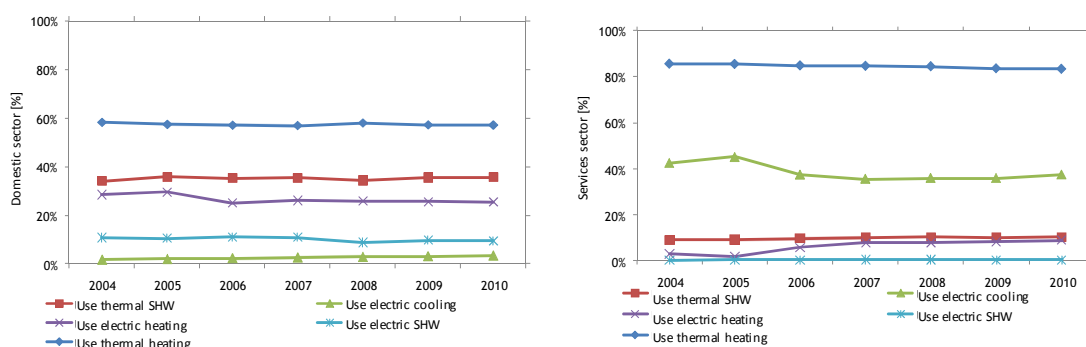 100%
80%
60%
40%
20%
0%
Domestic sector [%]
2004 2005 2006 2007 2008 2009 2010
Use thermal SHW Use electric cooling
Use electric heating Use electric SHW
Use thermal heating
100%
80%
60%
40%
20%
0%
Services sector [%]
2004 2005 2006 2007 2008 2009 2010
Use thermal SHW Use electric cooling
Use electric heating Use electric SHW
Use thermal heating